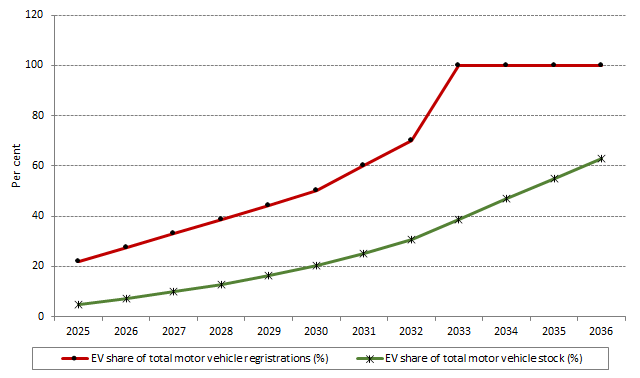 120
100
80
60
40
20
0
Per cent
2025 2026 2027 2028 2029 2030 2031 2032 2033 2034 2035 2036
EV share of total motor vehicle regristrations (%) EV share of total motor vehicle stock (%)